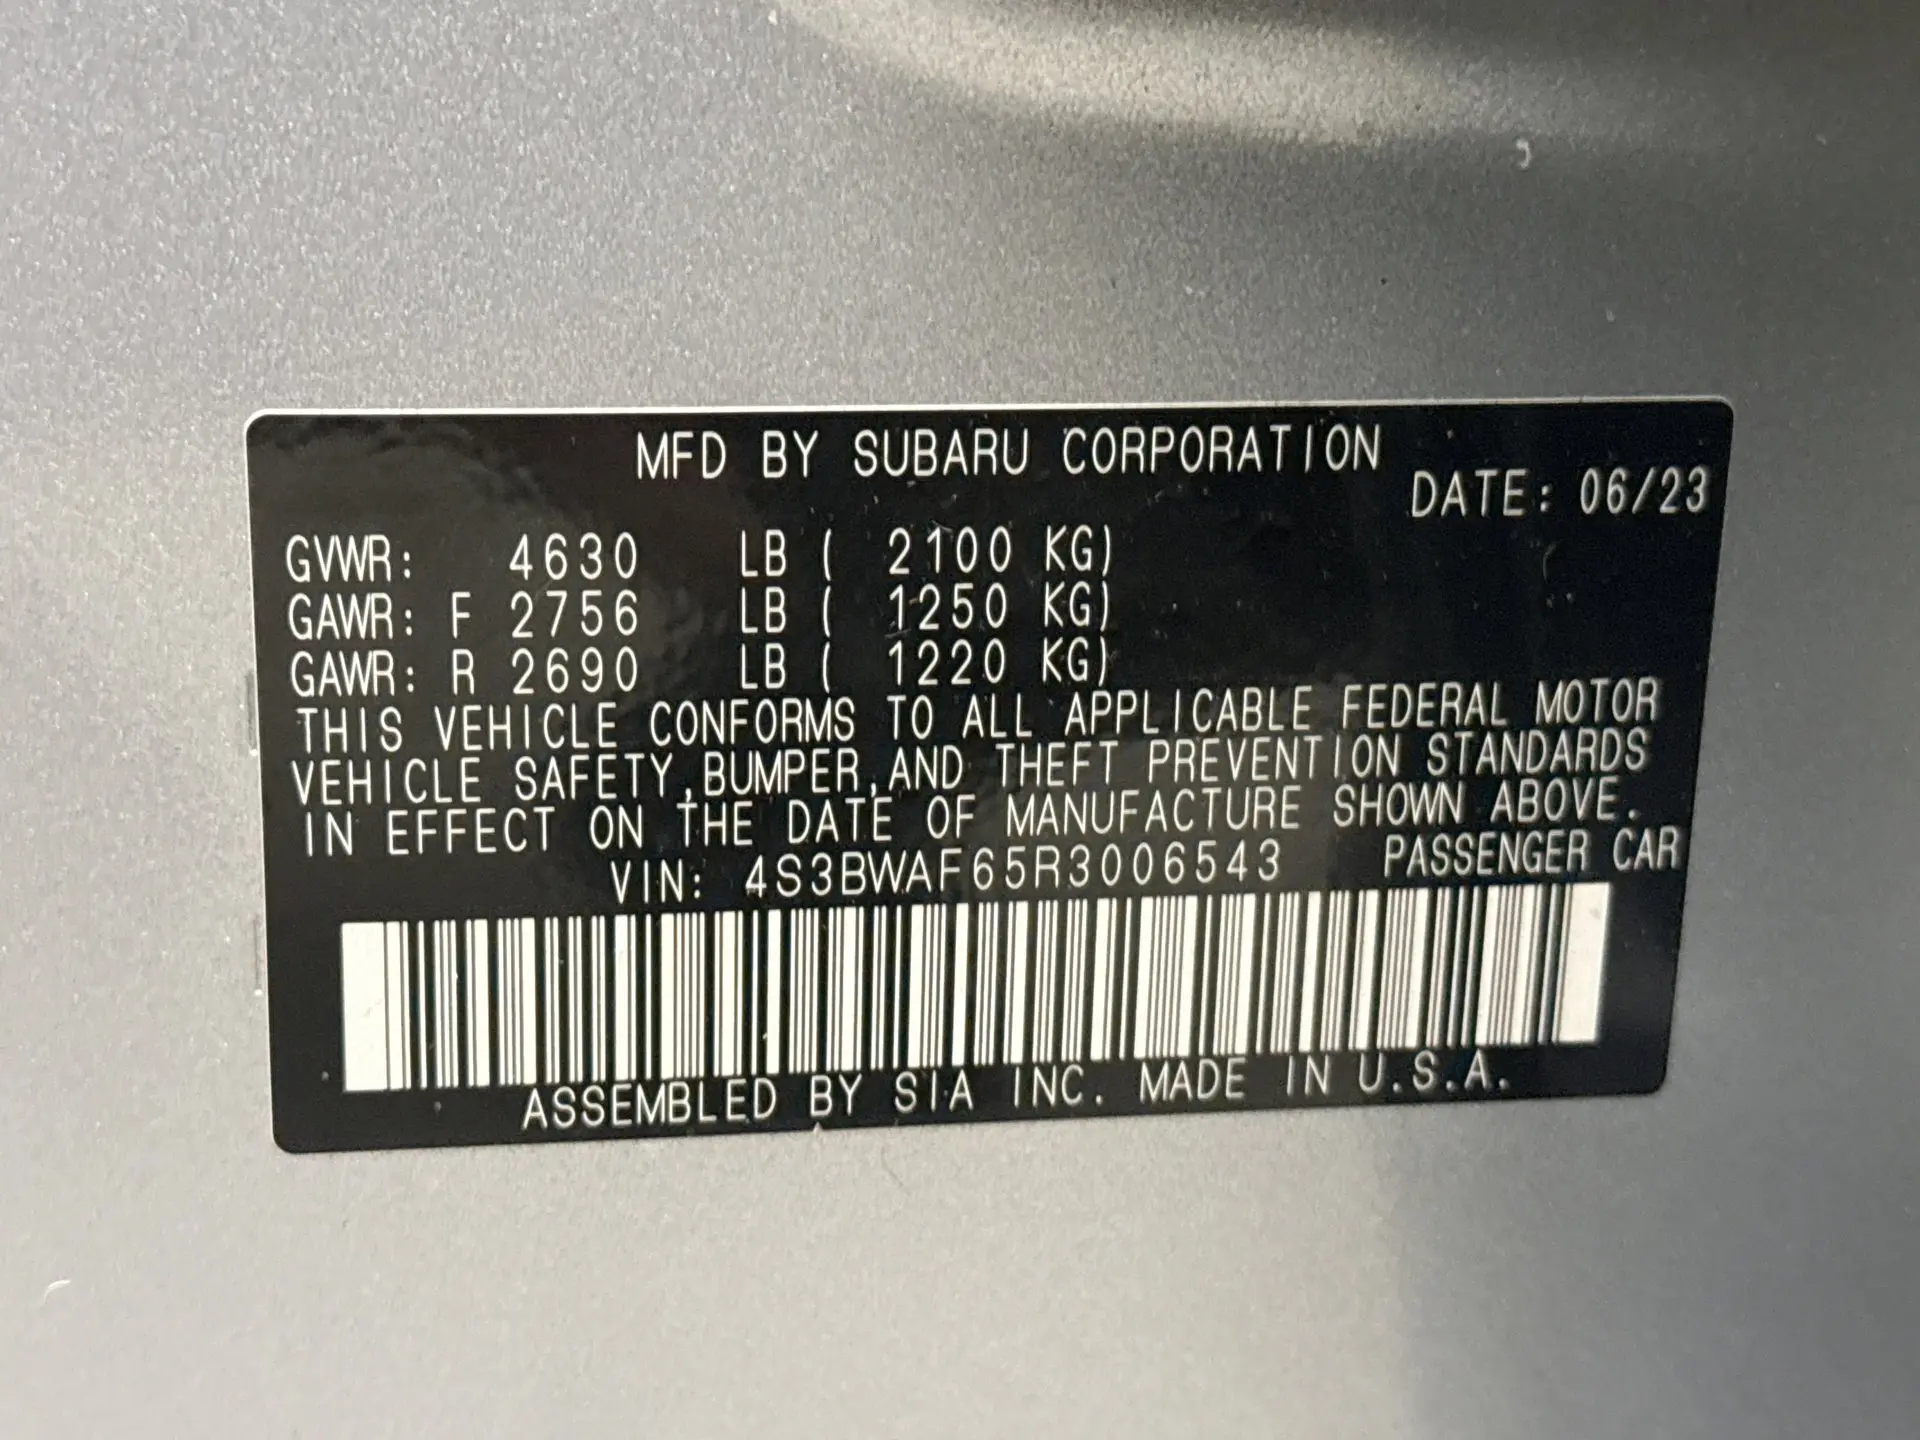 MFD BY SUBARU CORPORATION
DATE: 06/23
GVWR: 4630 LB ( 2100 KG)
GAWR: F 2756 LB ( 1250 KG)
GAWR: R 2690 LB ( 1220 KG)
THIS VEHICLE CONFORMS TO ALL APPLICABLE FEDERAL MOTOR
VEHICLE SAFETY,BUMPER,AND THEFT PREVENTION STANDARDS
IN EFFECT ON THE DATE OF MANUFACTURE SHOWN ABOVE.
VIN: 4S3BWAF65R3006543 PASSENGER CAR
ASSEMBLED BY SIA INC. MADE IN U.S.A.